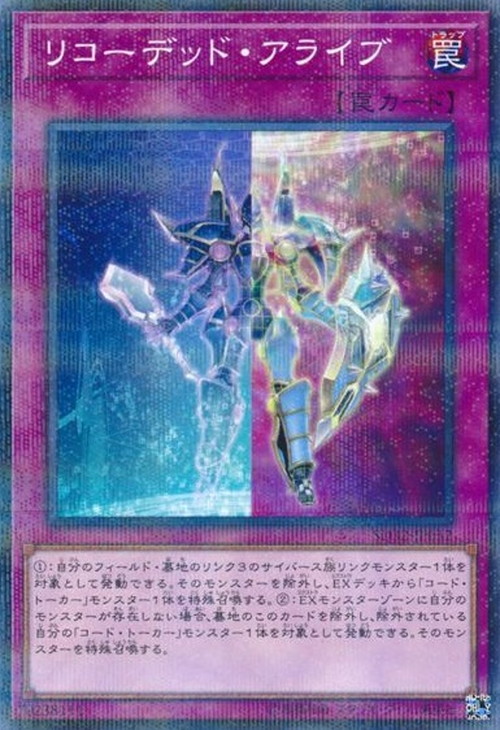 リコーデッド・アライブ
トラップ
罠
【罠カード】
①:自分のフィールド・墓地のリンク3のサイバース族リンクモンスター1体を
対象として発動できる。そのモンスターを除外し、EXデッキから「コード・
トーカー」モンスター1体を特殊召喚する。②:EXモンスターゾーンに自分の
モンスターが存在しない場合、墓地のこのカードを除外し、除外されている
自分の「コード・トーカー」モンスター1体を対象として発動できる。そのモン
スターを特殊召喚する。